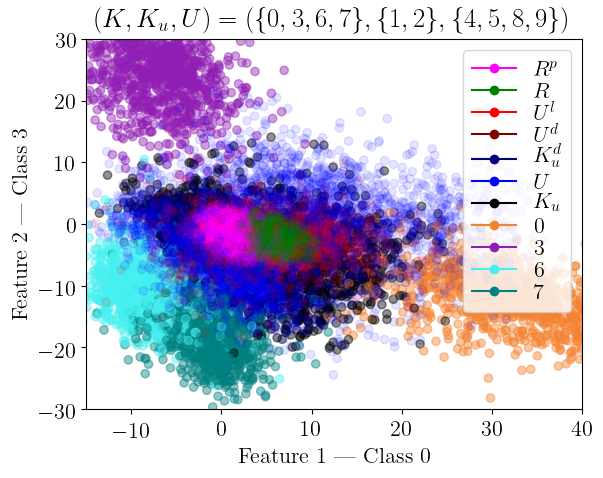 (K, K_u, U) = ({0, 3, 6, 7}, {1, 2}, {4, 5, 8, 9})
30
20
10
0
−10
−20
−30
Feature 2 — Class 3
R^p
R
U^l
U^d
K_u^d
U
K_u
0
3
6
7
−10
0
10
20
30
40
Feature 1 — Class 0